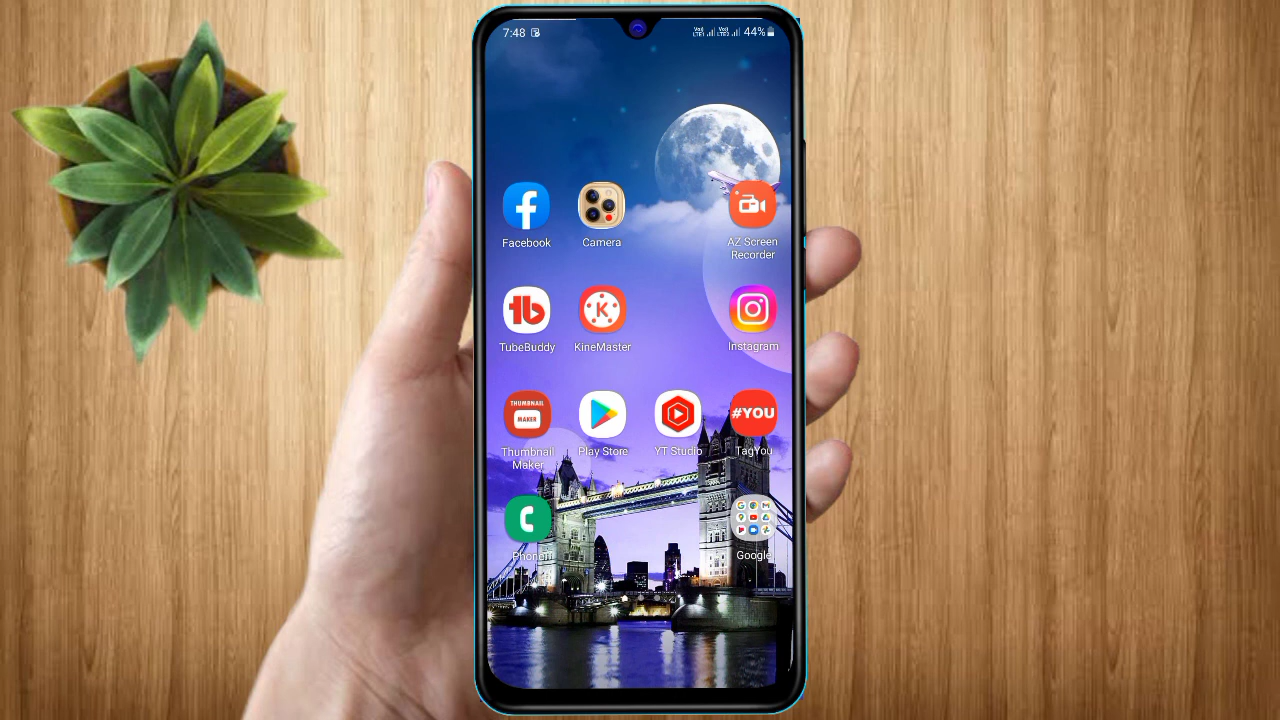 7:48
44%
Facebook
Camera
AZ Screen
Recorder
TubeBuddy
KineMaster
Instagram
THUMBNAIL
MAKER
#YOU
Thumbnail
Maker
Play Store
YT Studio
TagYou
Phone
Google